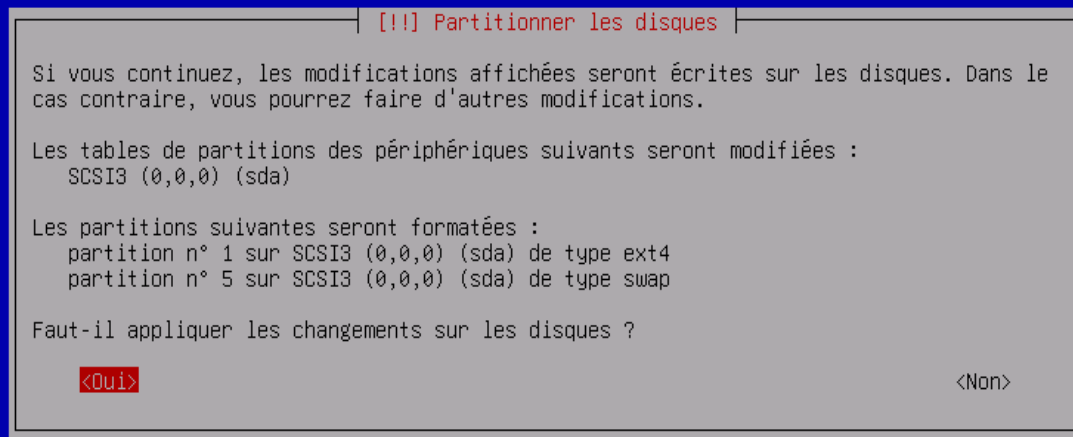 [!!] Partitionner les disques
Si vous continuez, les modifications affichées seront écrites sur les disques. Dans le
cas contraire, vous pourrez faire d'autres modifications.
Les tables de partitions des périphériques suivants seront modifiées :
SCSI3 (0,0,0) (sda)
Les partitions suivantes seront formatées :
partition n° 1 sur SCSI3 (0,0,0) (sda) de type ext4
partition n° 5 sur SCSI3 (0,0,0) (sda) de type swap
Faut-il appliquer les changements sur les disques ?
<Oui> <Non>